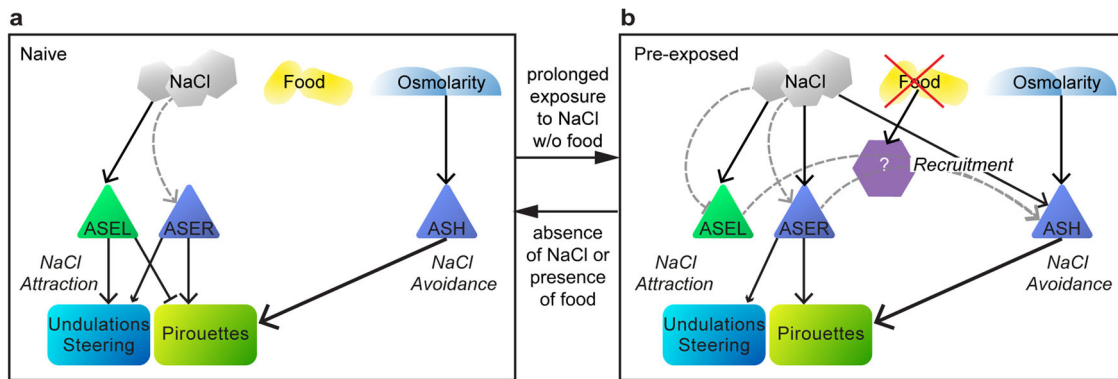 a
Naive
NaCl
Food
Osmolarity
ASEL
ASER
ASH
NaCl
Attraction
NaCl
Avoidance
Undulations
Steering
Pirouettes
prolonged
exposure
to NaCl
w/o food
absence
of NaCl or
presence
of food
b
Pre-exposed
NaCl
Food
Osmolarity
?
Recruitment
ASEL
ASER
ASH
NaCl
Attraction
NaCl
Avoidance
Undulations
Steering
Pirouettes